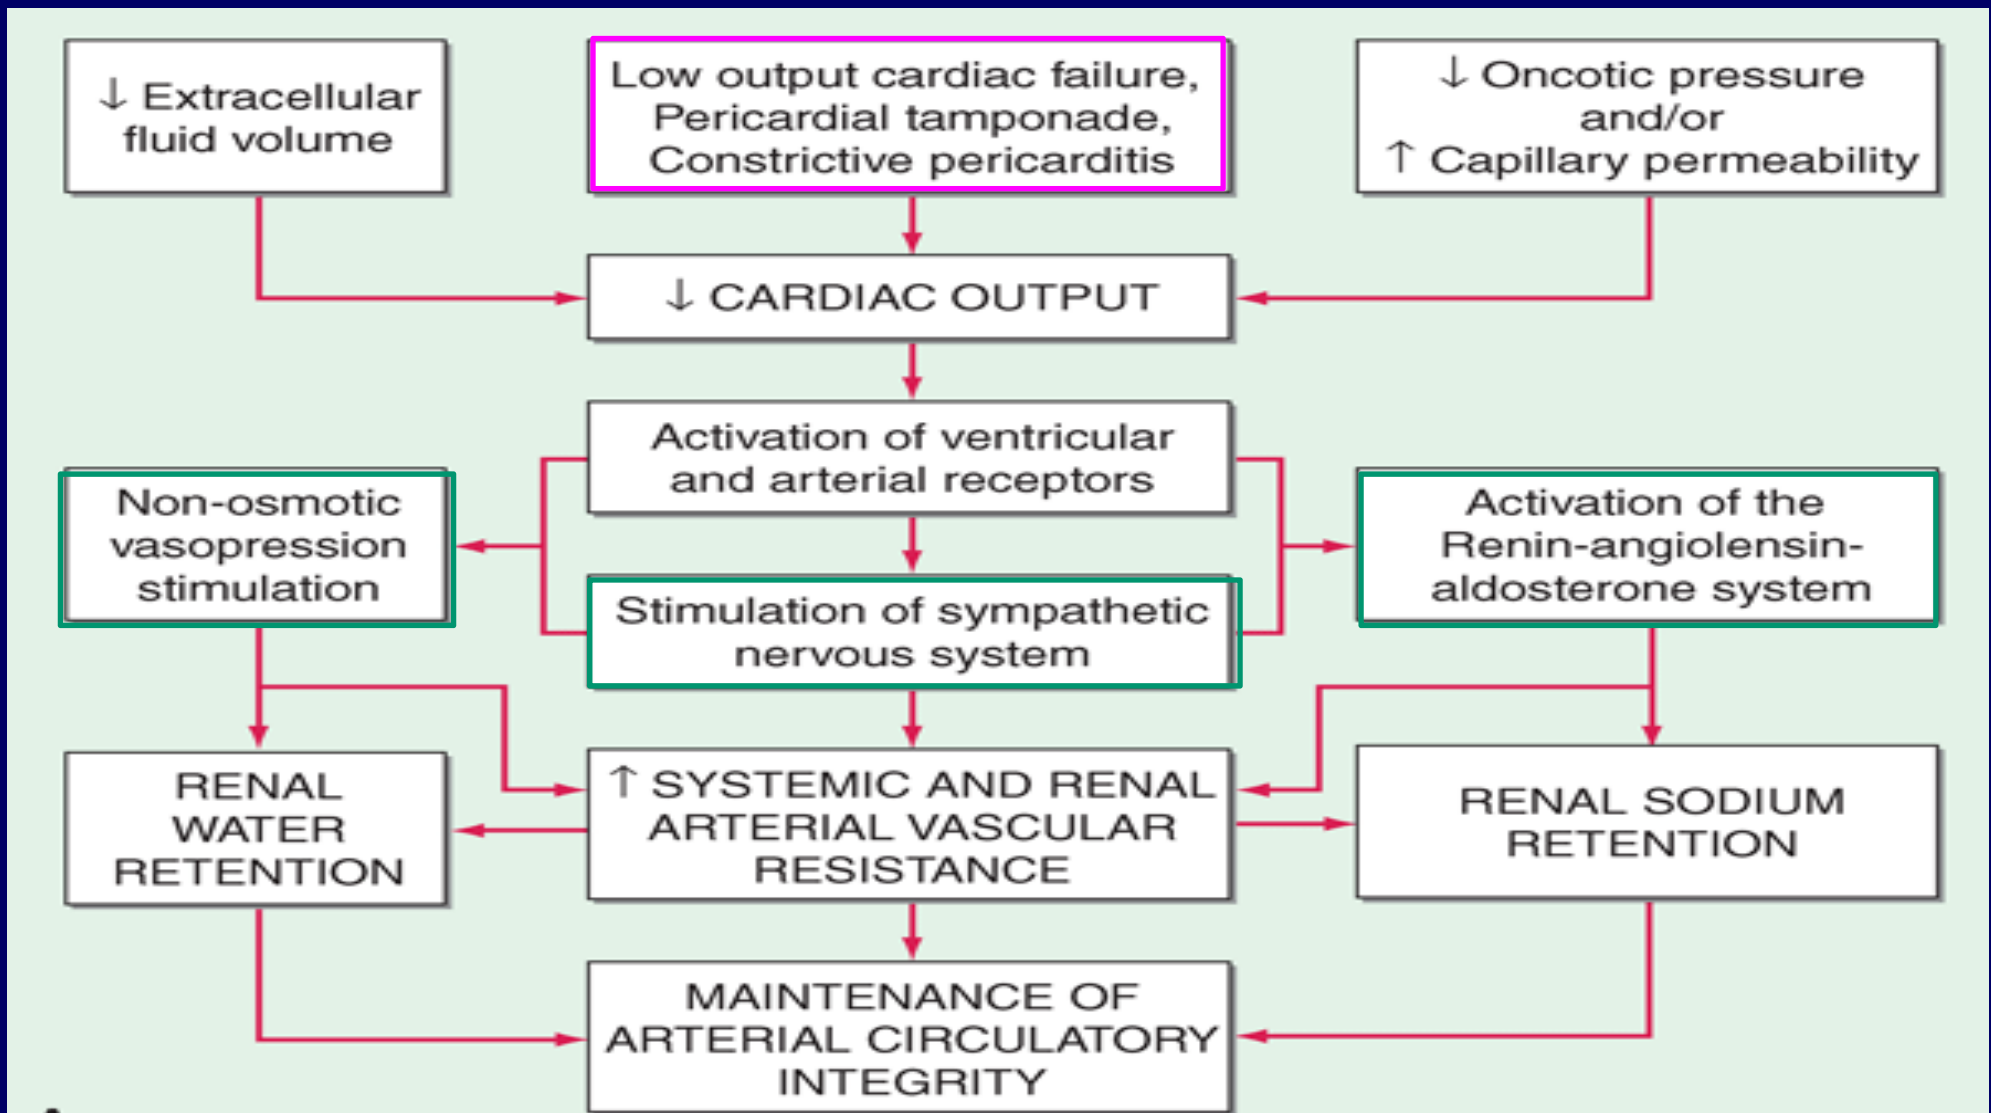 ↓ Extracellular
fluid volume
Low output cardiac failure,
Pericardial tamponade,
Constrictive pericarditis
↓ Oncotic pressure
and/or
↑ Capillary permeability
↓ CARDIAC OUTPUT
Activation of ventricular
and arterial receptors
Non-osmotic
vasopression
stimulation
Stimulation of sympathetic
nervous system
Activation of the
Renin-angiolensin-
aldosterone system
RENAL
WATER
RETENTION
↑ SYSTEMIC AND RENAL
ARTERIAL VASCULAR
RESISTANCE
RENAL SODIUM
RETENTION
MAINTENANCE OF
ARTERIAL CIRCULATORY
INTEGRITY